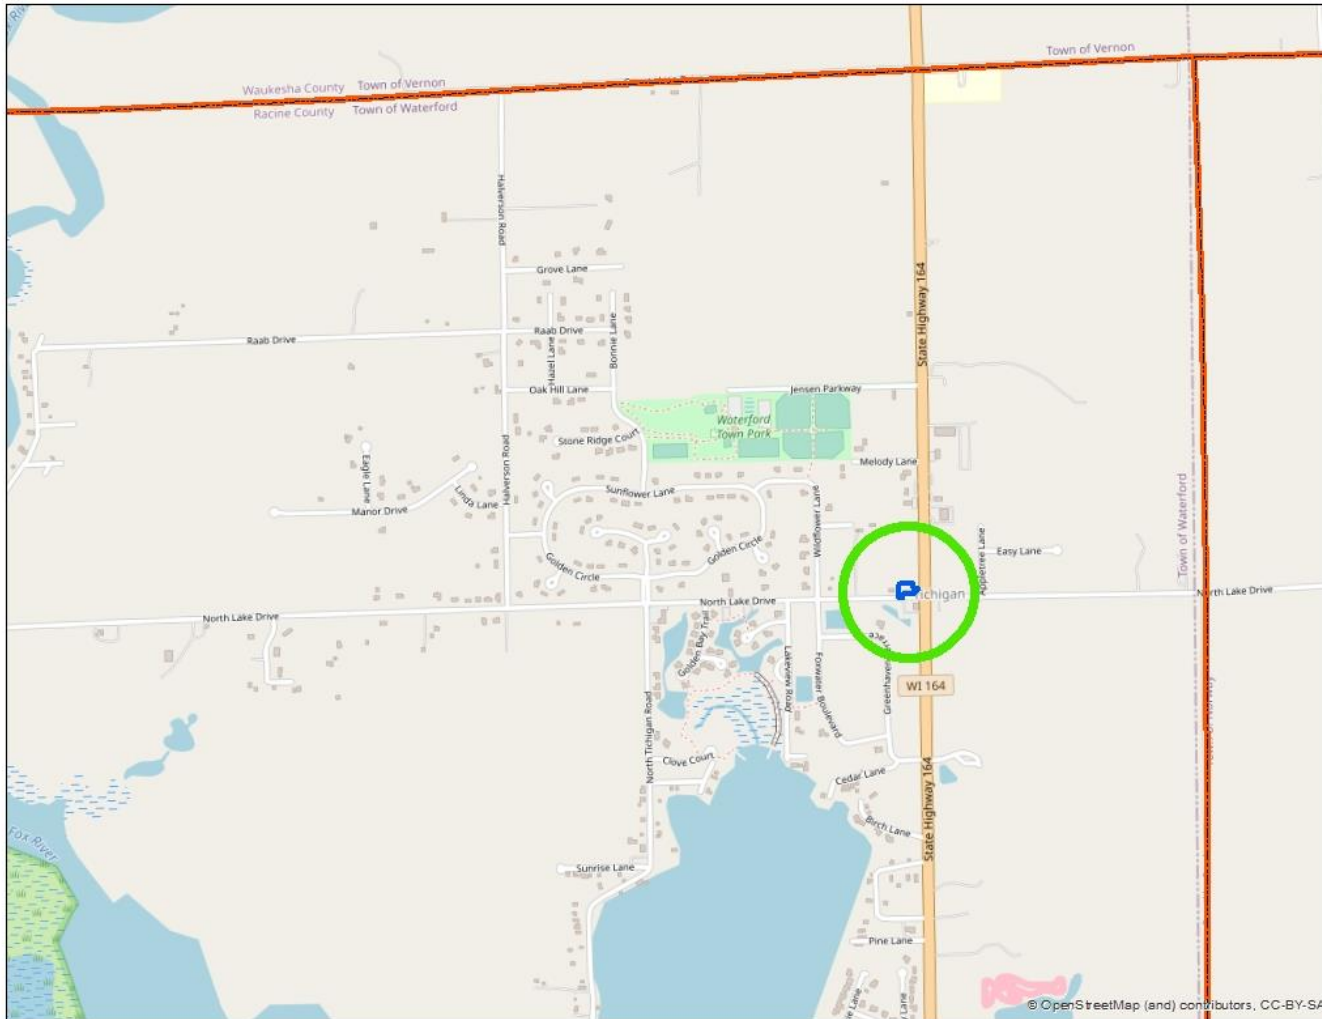 Town of Vernon
Waukesha County Town of Vernon
Racine County Town of Waterford
Halverson Road
Grove Lane
State Highway 164
Raab Drive
Raab Drive
Hazel Lane
Bonnie Lane
Oak Hill Lane
Jensen Parkway
Waterford
Town Park
Stone Ridge Court
Halverson Road
Melody Lane
Eagle Lane
Linda Lane
Manor Drive
Sunflower Lane
Wildflower Lane
Town of Waterford
Golden Circle
Golden Circle
Appletree Lane
Easy Lane
North Lake Drive
North Lake Drive
North Lake Drive
Golden Bay Trail
Lakeview Road
Foxwater Boulevard
WI 164
North Tichigan Road
Clove Court
Cedar Lane
Birch Lane
State Highway 164
Fox River
Sunrise Lane
Pine Lane
© OpenStreetMap (and) contributors, CC-BY-SA